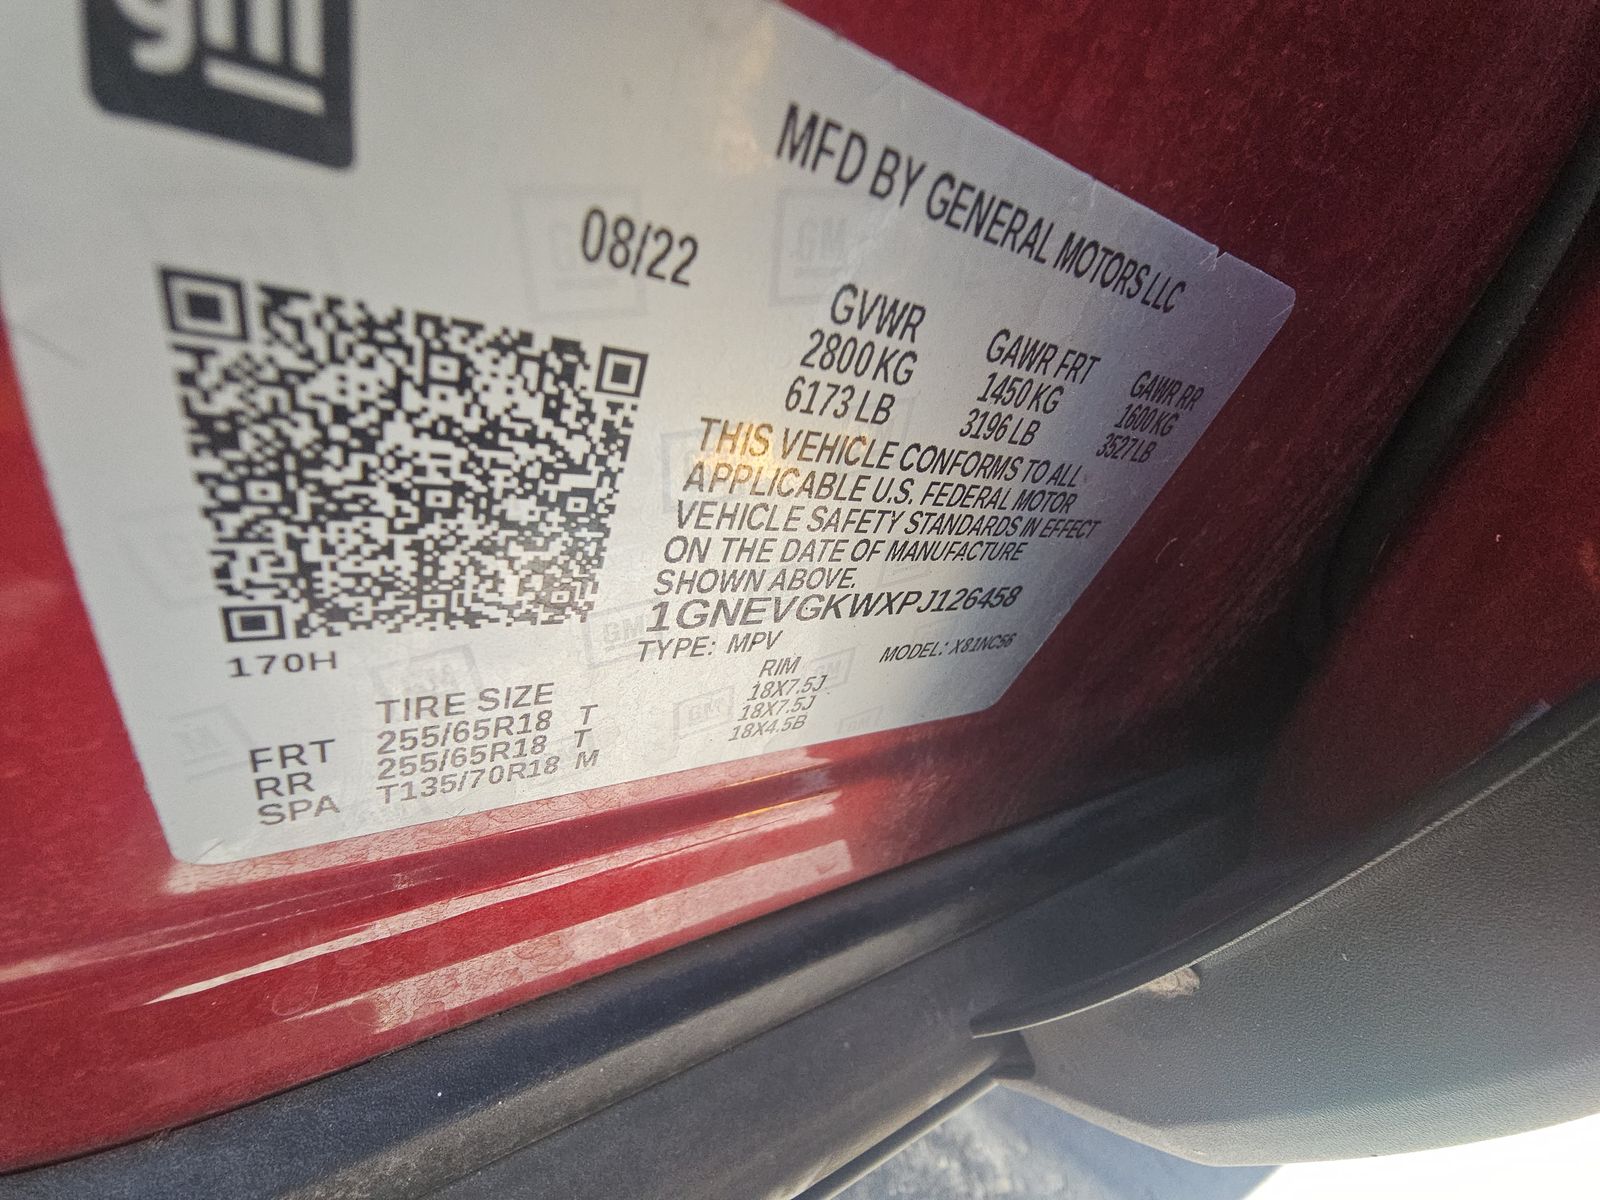 gm
MFD BY GENERAL MOTORS LLC
08/22
GVWR GAWR FRT GAWR RR
2800 KG 1450 KG 1600 KG
6173 LB 3196 LB 3527 LB
THIS VEHICLE CONFORMS TO ALL
APPLICABLE U.S. FEDERAL MOTOR
VEHICLE SAFETY STANDARDS IN EFFECT
ON THE DATE OF MANUFACTURE
SHOWN ABOVE.
1GNEVGKWXPJ126458
TYPE: MPV MODEL: X81NC56
170H
TIRE SIZE RIM
FRT 255/65R18 T 18X7.5J
RR 255/65R18 T 18X7.5J
SPA T135/70R18 M 18X4.5B